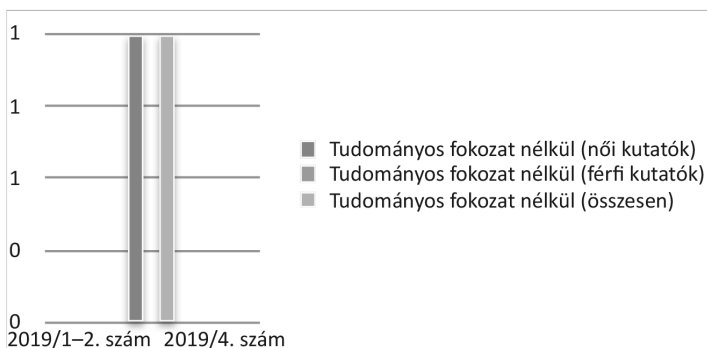 1
1
1
0
0
2019/1–2. szám 2019/4. szám
Tudományos fokozat nélkül (női kutatók)
Tudományos fokozat nélkül (férfi kutatók)
Tudományos fokozat nélkül (összesen)